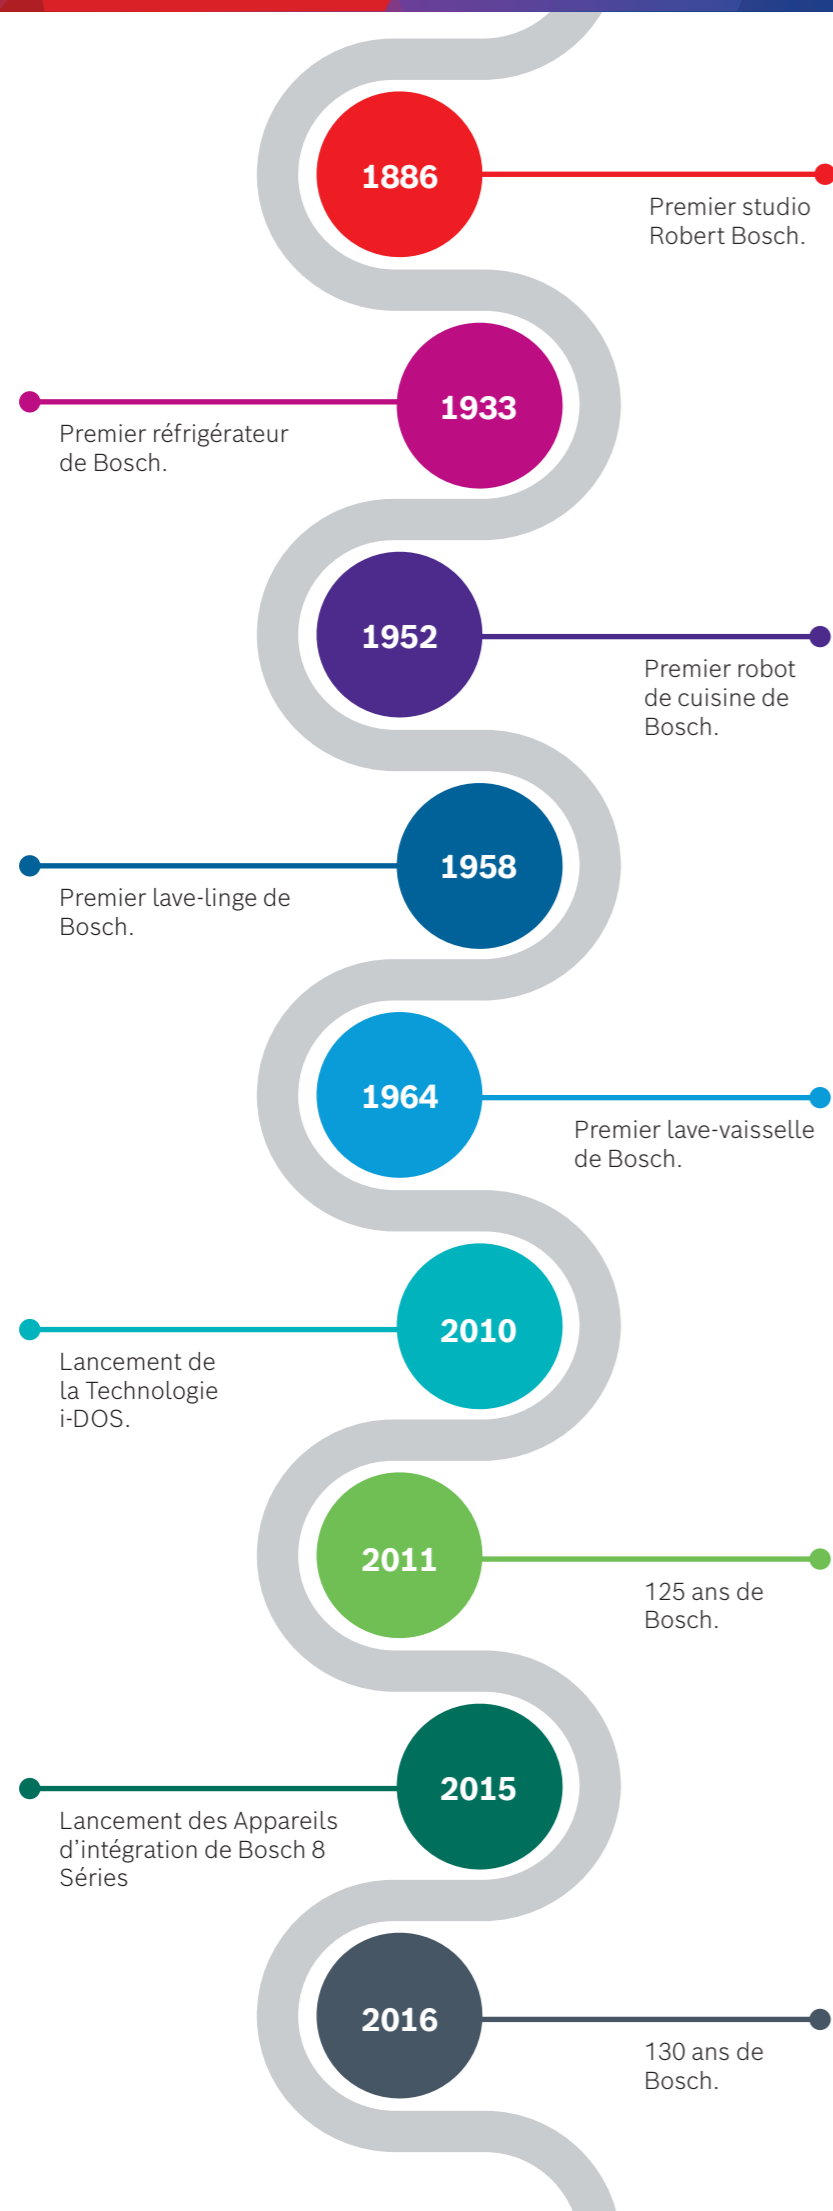 1886
Premier studio
Robert Bosch.
1933
Premier réfrigérateur
de Bosch.
1952
Premier robot
de cuisine de
Bosch.
1958
Premier lave-linge de
Bosch.
1964
Premier lave-vaisselle
de Bosch.
2010
Lancement de
la Technologie
i-DOS.
2011
125 ans de
Bosch.
2015
Lancement des Appareils
d’intégration de Bosch 8
Séries
2016
130 ans de
Bosch.